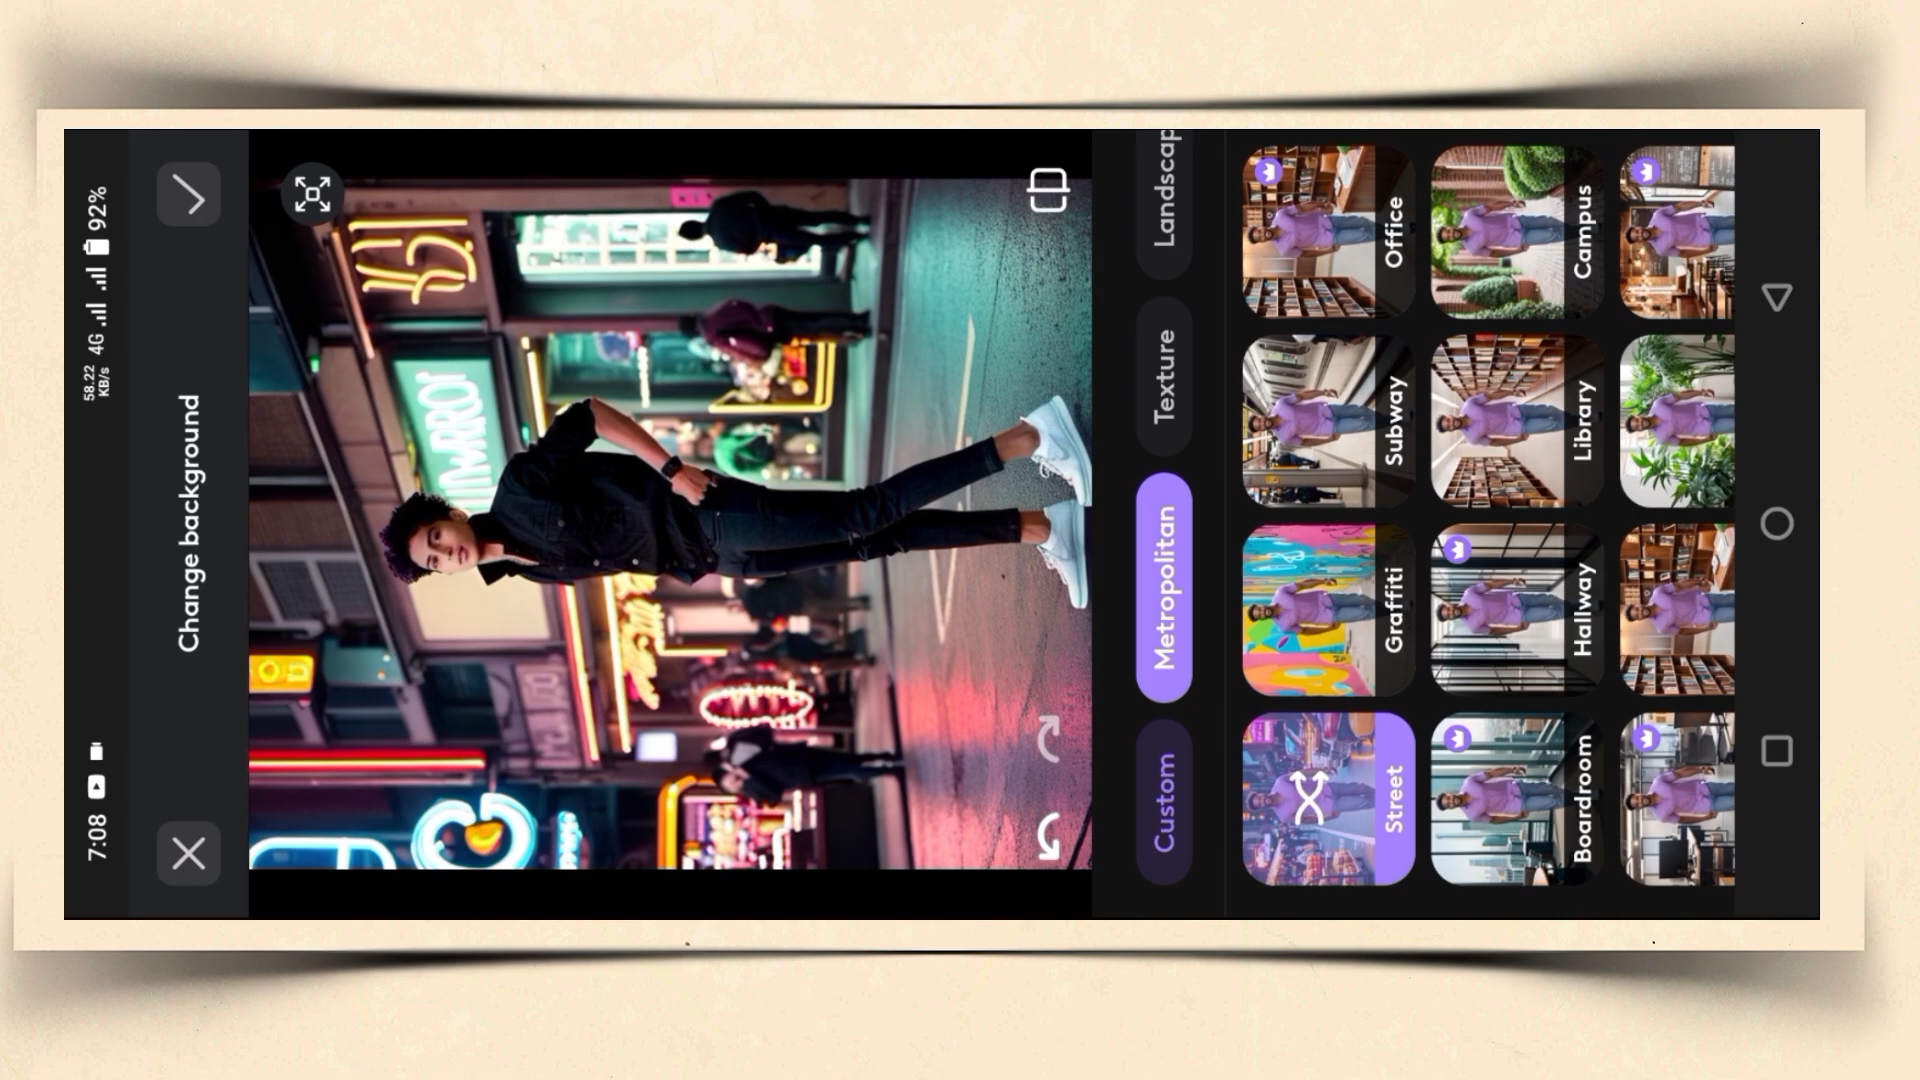 7:08
58.22
KB/s
4G
92%
Change background
Custom
Metropolitan
Texture
Landscap
Street
Graffiti
Subway
Office
Boardroom
Hallway
Library
Campus